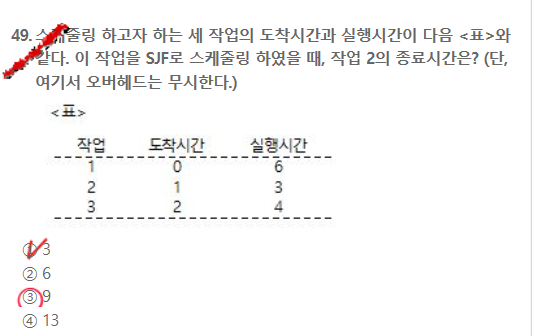 49. 스케줄링 하고자 하는 세 작업의 도착시간과 실행시간이 다음 <표>와
같다. 이 작업을 SJF로 스케줄링 하였을 때, 작업 2의 종료시간은? (단,
여기서 오버헤드는 무시한다.)
<표>
작업 도착시간 실행시간
1 0 6
2 1 3
3 2 4
① 3
② 6
③ 9
④ 13